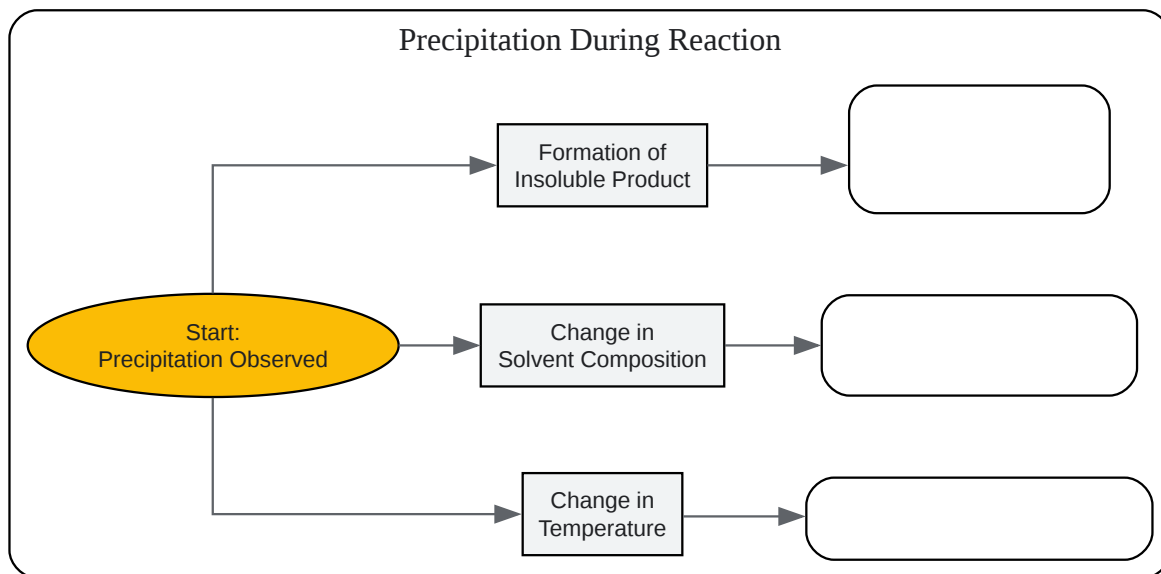 Precipitation During Reaction
Formation of
Insoluble Product
Start:
Precipitation Observed
Change in
Solvent Composition
Change in
Temperature